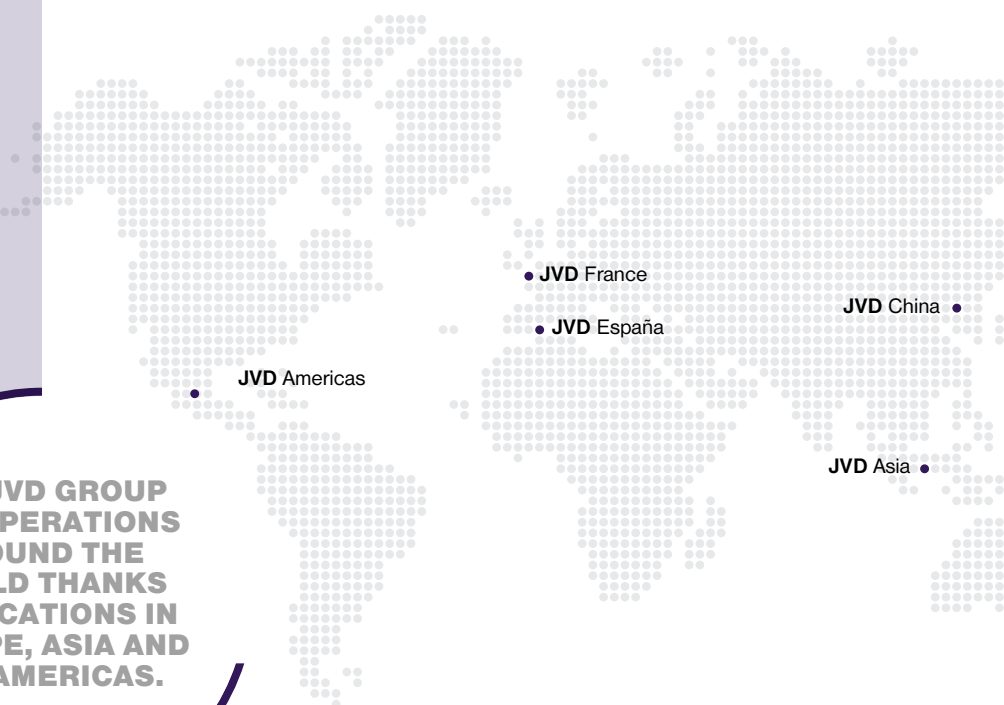 JVD France
JVD China
JVD España
JVD Americas
JVD Asia
JVD GROUP
PERATIONS
OUND THE
LD THANKS
CATIONS IN
PE, ASIA AND
AMERICAS.